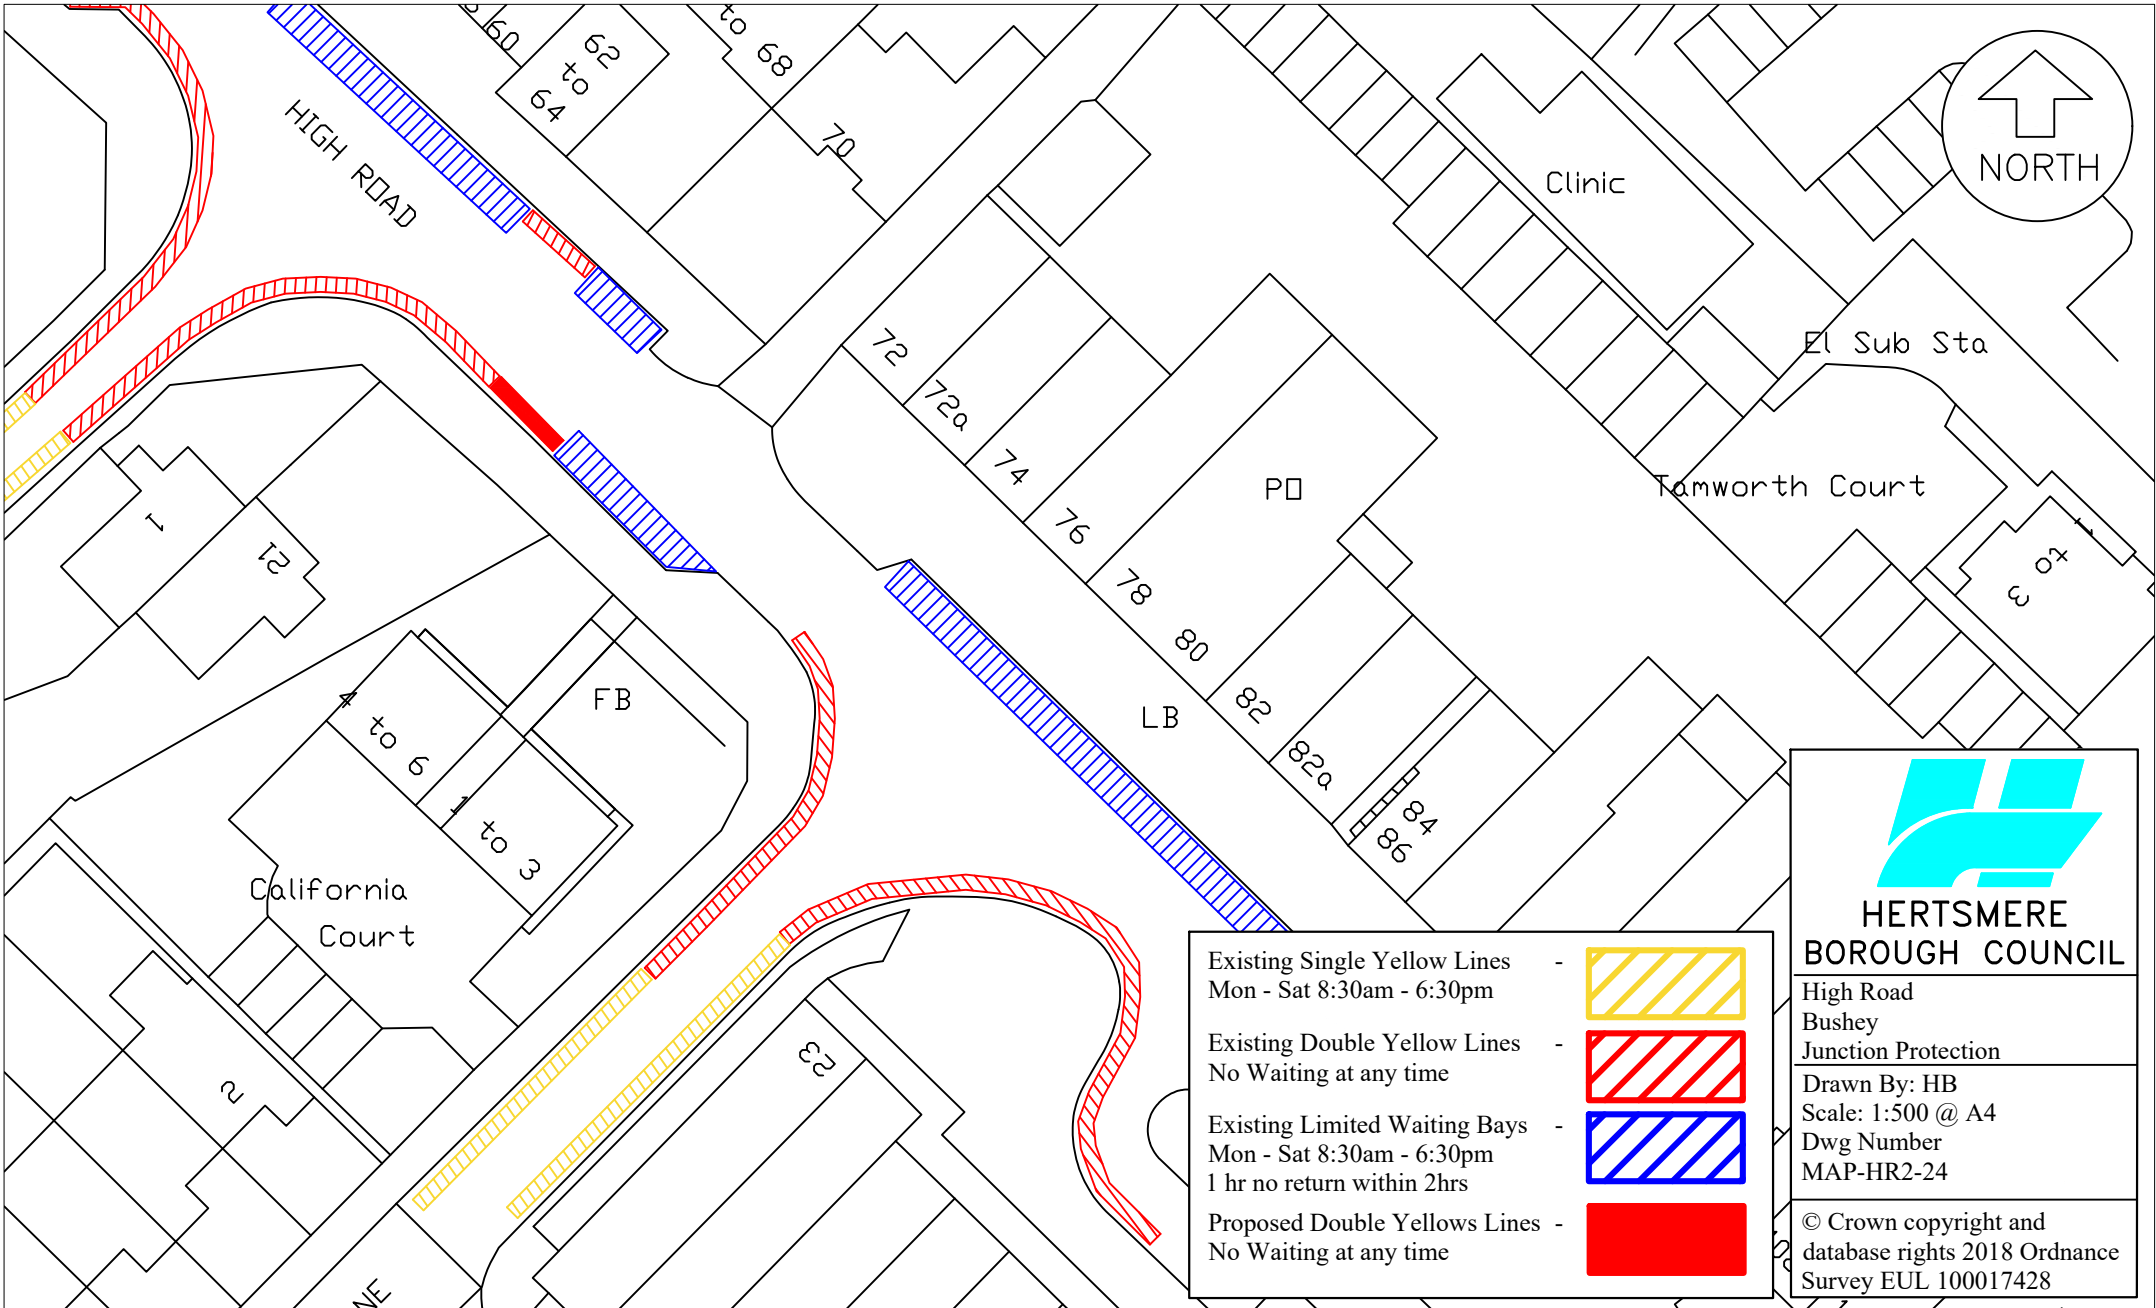 60
62
to
64
to 68
70
HIGH ROAD
Clinic
NORTH
El Sub Sta
72
72a
74
76
78
80
82
82a
84
86
PO
LB
Tamworth Court
1
to
3
1
21
FB
4 to 6
1 to 3
California
Court
2
23
NE
Existing Single Yellow Lines -
Mon - Sat 8:30am - 6:30pm
Existing Double Yellow Lines -
No Waiting at any time
Existing Limited Waiting Bays -
Mon - Sat 8:30am - 6:30pm
1 hr no return within 2hrs
Proposed Double Yellows Lines -
No Waiting at any time
HERTSMERE
BOROUGH COUNCIL
High Road
Bushey
Junction Protection
Drawn By: HB
Scale: 1:500 @ A4
Dwg Number
MAP-HR2-24
© Crown copyright and
database rights 2018 Ordnance
Survey EUL 100017428